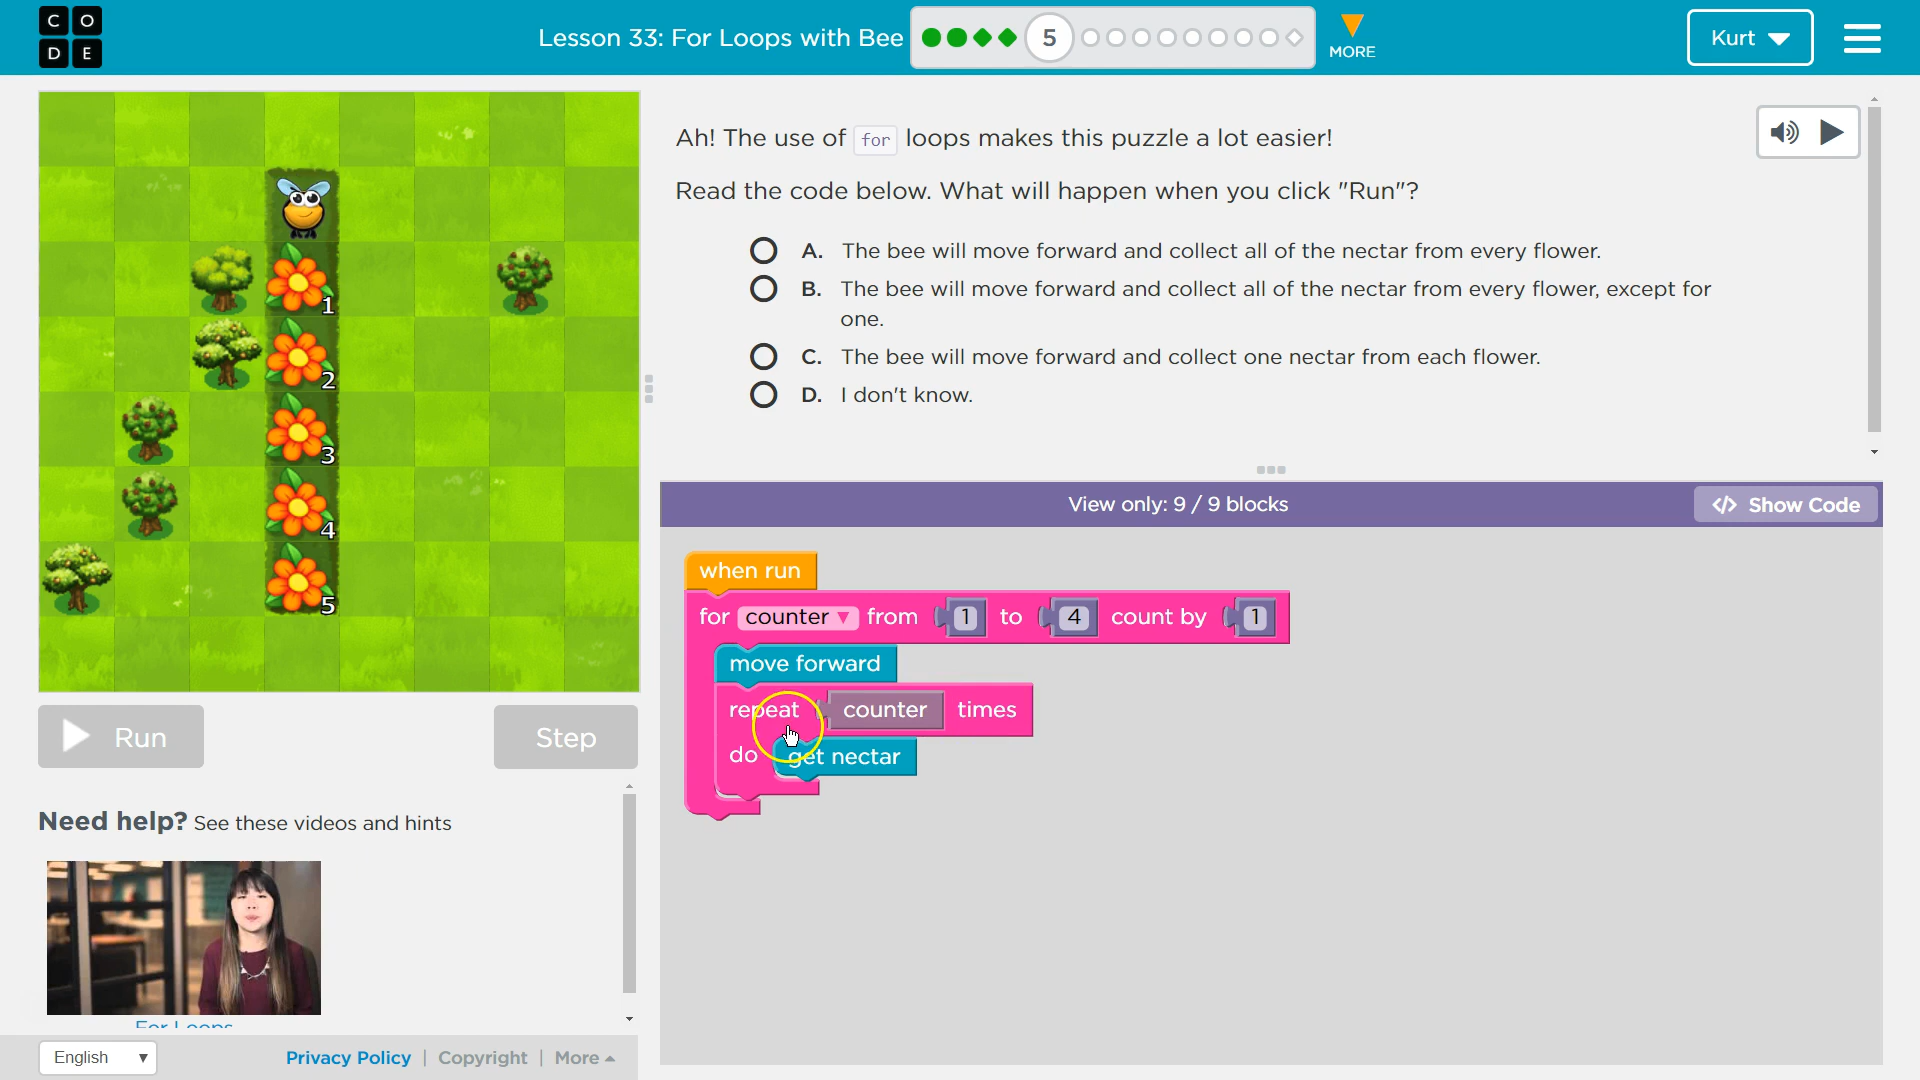 C O
D E
Lesson 33: For Loops with Bee
5
MORE
Kurt
Ah! The use of for loops makes this puzzle a lot easier!
Read the code below. What will happen when you click "Run"?
A. The bee will move forward and collect all of the nectar from every flower.
B. The bee will move forward and collect all of the nectar from every flower, except for
one.
C. The bee will move forward and collect one nectar from each flower.
D. I don't know.
1
2
3
4
5
View only: 9 / 9 blocks
</> Show Code
when run
for counter from 1 to 4 count by 1
move forward
repeat counter times
do get nectar
Run
Step
Need help? See these videos and hints
For Loops
English
Privacy Policy | Copyright | More